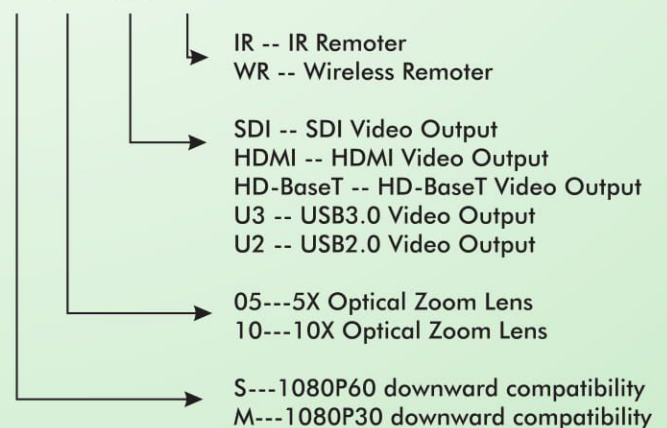 IR -- IR Remoter
WR -- Wireless Remoter
SDI -- SDI Video Output
HDMI -- HDMI Video Output
HD-BaseT -- HD-BaseT Video Output
U3 -- USB3.0 Video Output
U2 -- USB2.0 Video Output
05---5X Optical Zoom Lens
10---10X Optical Zoom Lens
S---1080P60 downward compatibility
M---1080P30 downward compatibility